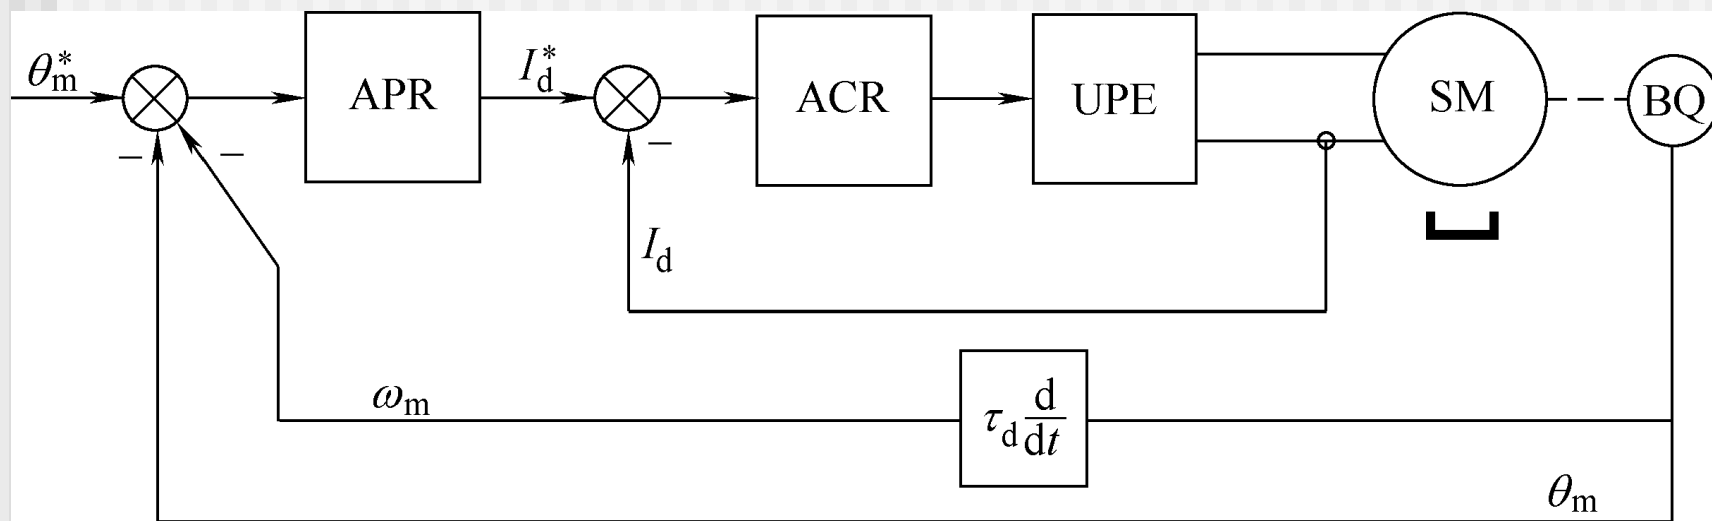 θ*m
APR
I*d
ACR
UPE
SM
BQ
−
−
−
Id
ωm
τd d/dt
θm